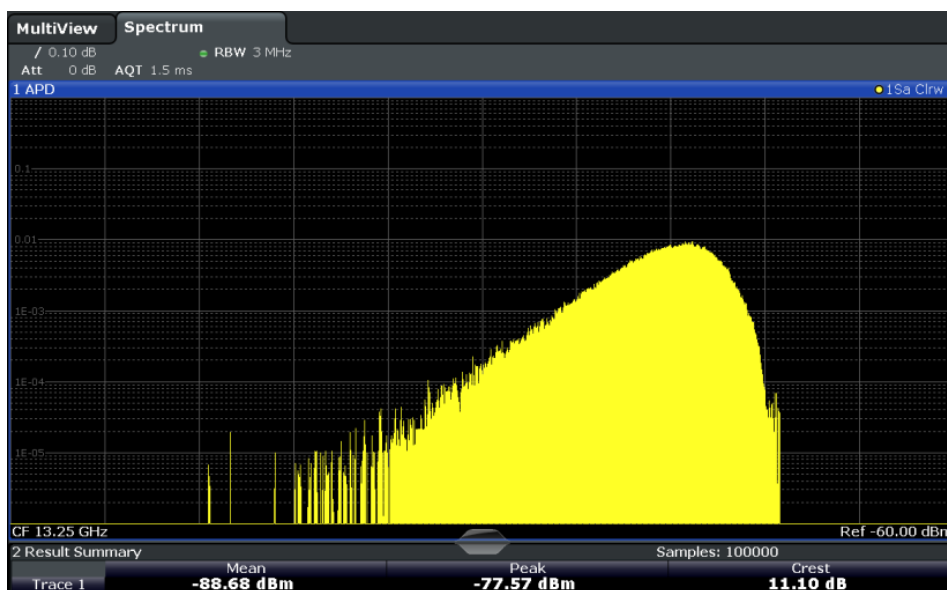 MultiView Spectrum
/ 0.10 dB RBW 3 MHz
Att 0 dB AQT 1.5 ms
1 APD 1Sa Clrw
0.1
0.01
1E-03
1E-04
1E-05
CF 13.25 GHz Ref -60.00 dBm
2 Result Summary Samples: 100000
Mean Peak Crest
Trace 1 -88.68 dBm -77.57 dBm 11.10 dB